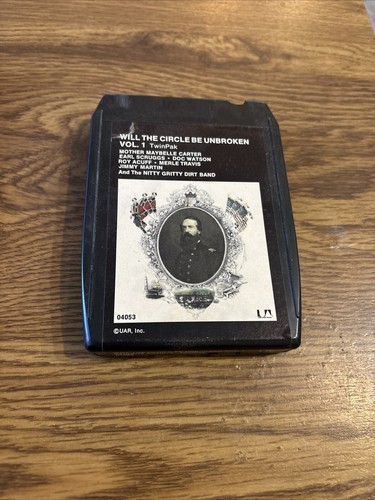 WILL THE CIRCLE BE UNBROKEN
VOL. 1 TwinPak
MOTHER MAYBELLE CARTER
EARL SCRUGGS • DOC WATSON
ROY ACUFF • MERLE TRAVIS
JIMMY MARTIN
And The NITTY GRITTY DIRT BAND
04053
UA
©UAR, Inc.